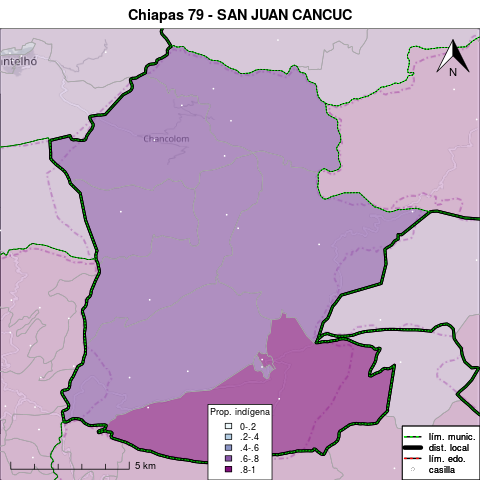 Chiapas 79 - SAN JUAN CANCUC
antelhó
N
Chancolom
Prop. indígena
0-.2
.2-.4
.4-.6
.6-.8
.8-1
5 km
lím. munic.
dist. local
lím. edo.
casilla